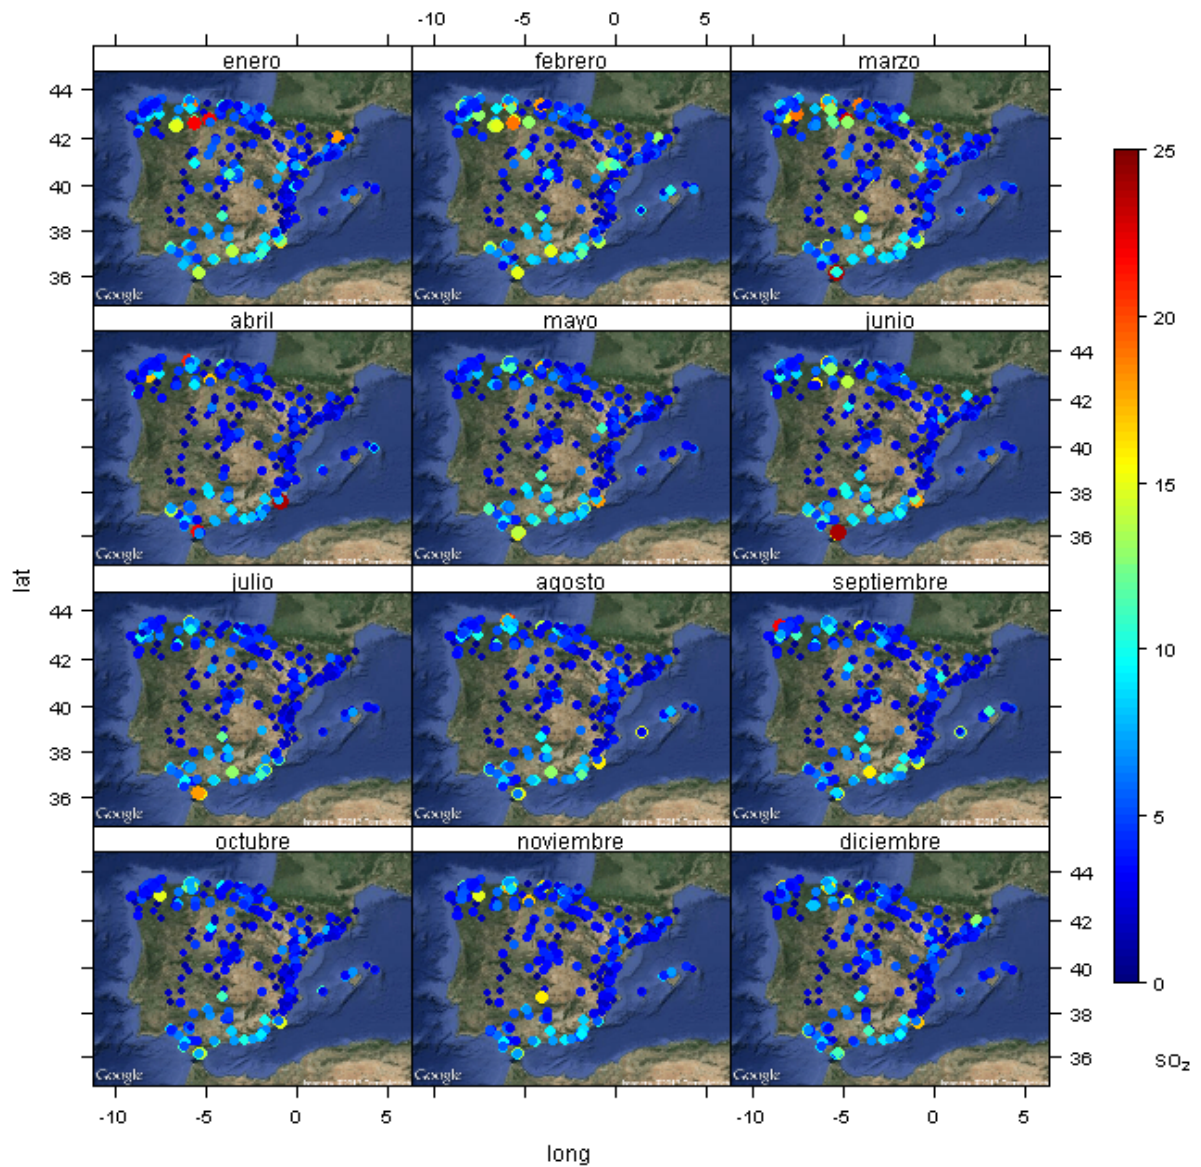 -10 -5 0 5
enero febrero marzo
44
42
40
38
36
Google Google Google
abril mayo junio
44
42
40
38
36
Google Google Google
julio agosto septiembre
44
42
40
38
36
Google Google Google
octubre noviembre diciembre
44
42
40
38
36
Google Google Google
-10 -5 0 5 -10 -5 0 5
long
lat
25
20
15
10
5
0
SO₂